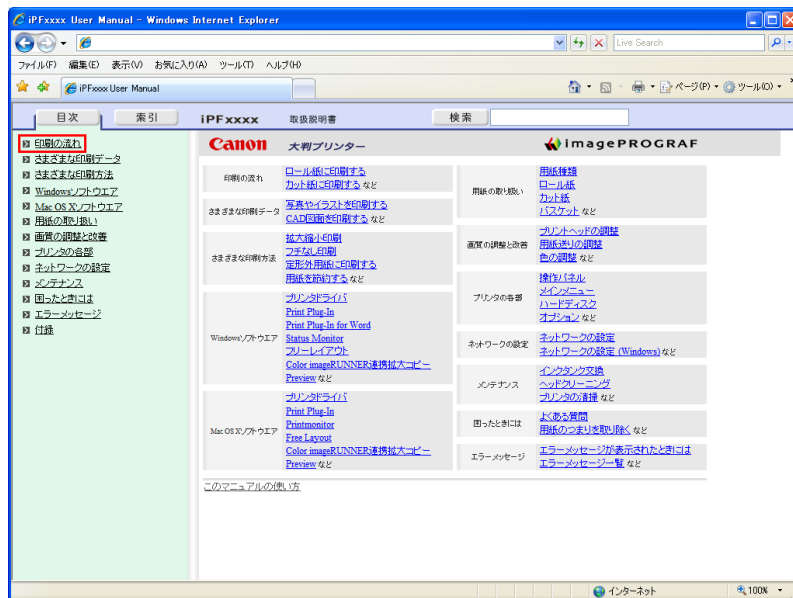 iPFxxxx User Manual - Windows Internet Explorer
Live Search
ファイル(F) 編集(E) 表示(V) お気に入り(A) ツール(T) ヘルプ(H)
iPFxxxx User Manual
ページ(P) ツール(O)
目次 索引 iPFxxxx 取扱説明書 検索
印刷の流れ
さまざまな印刷データ
さまざまな印刷方法
Windowsソフトウエア
Mac OS Xソフトウエア
用紙の取り扱い
画質の調整と改善
プリンタの各部
ネットワークの設定
メンテナンス
困ったときには
エラーメッセージ
付録
Canon 大判プリンター imagePROGRAF
印刷の流れ
ロール紙に印刷する
カット紙に印刷する など
さまざまな印刷データ
写真やイラストを印刷する
CAD図面を印刷する など
さまざまな印刷方法
拡大縮小印刷
フチなし印刷
定形外用紙に印刷する
用紙を節約する など
Windowsソフトウエア
プリンタドライバ
Print Plug-In
Print Plug-In for Word
Status Monitor
フリーレイアウト
Color imageRUNNER連携拡大コピー
Preview など
Mac OS Xソフトウエア
プリンタドライバ
Print Plug-In
Printmonitor
Free Layout
Color imageRUNNER連携拡大コピー
Preview など
用紙の取り扱い
用紙種類
ロール紙
カット紙
バスケット など
画質の調整と改善
プリントヘッドの調整
用紙送りの調整
色の調整 など
プリンタの各部
操作パネル
メインメニュー
ハードディスク
オプション など
ネットワークの設定
ネットワークの設定
ネットワークの設定 (Windows) など
メンテナンス
インクタンク交換
ヘッドクリーニング
プリンタの清掃 など
困ったときには
よくある質問
用紙のつまりを取り除く など
エラーメッセージ
エラーメッセージが表示されたときには
エラーメッセージ一覧 など
このマニュアルの使い方
インターネット 100%